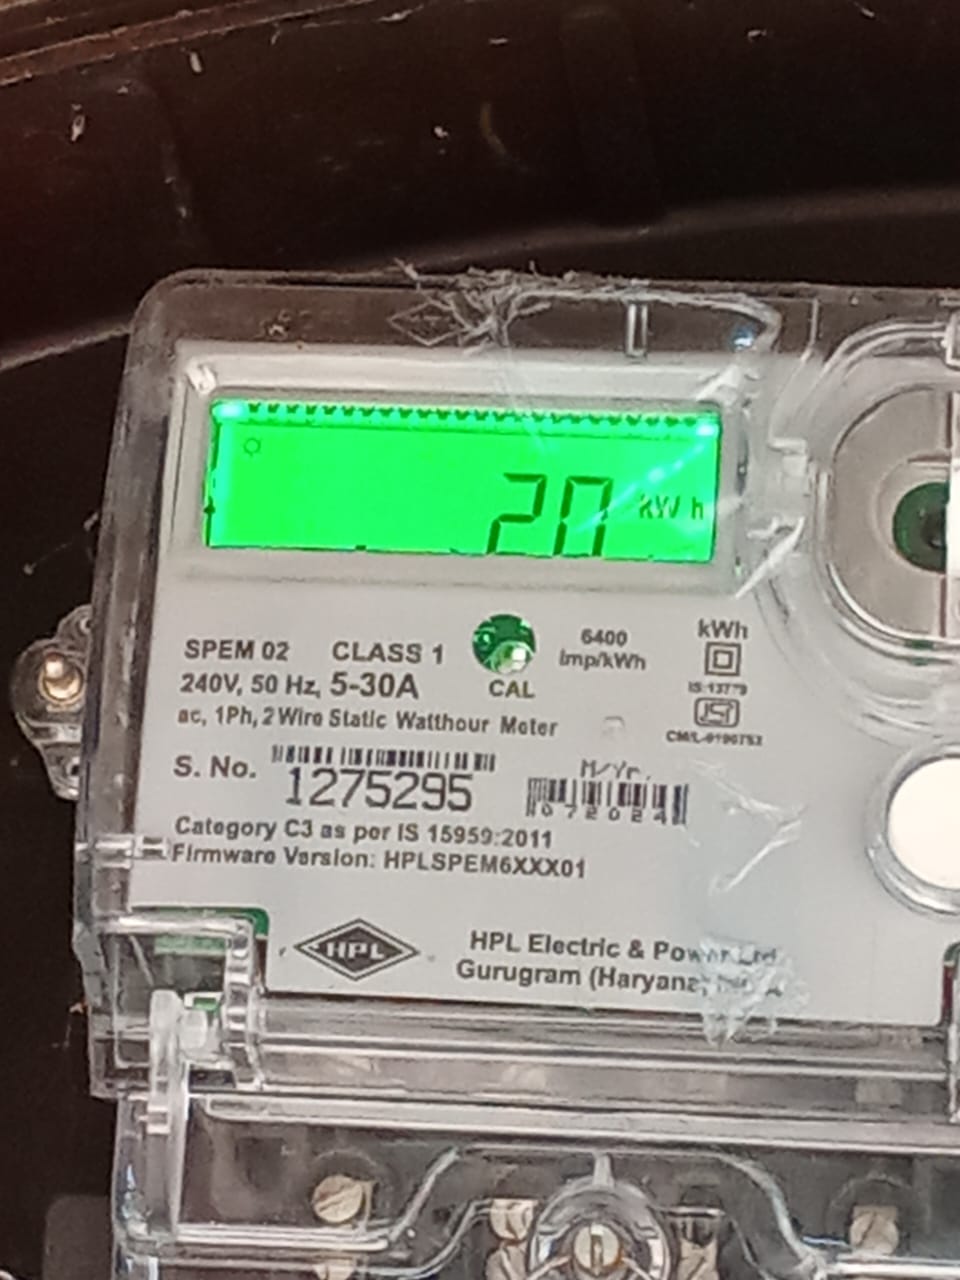 20 kWh
SPEM 02 CLASS 1
6400
Imp/kWh
kWh
240V, 50 Hz, 5-30A
CAL
IS 13779
ac, 1Ph, 2 Wire Static Watthour Meter
S. No. 1275295
M/Yr.
072024
Category C3 as per IS 15959:2011
Firmware Version: HPLSPEM6XXX01
HPL
HPL Electric & Power Ltd.
Gurugram (Haryana)